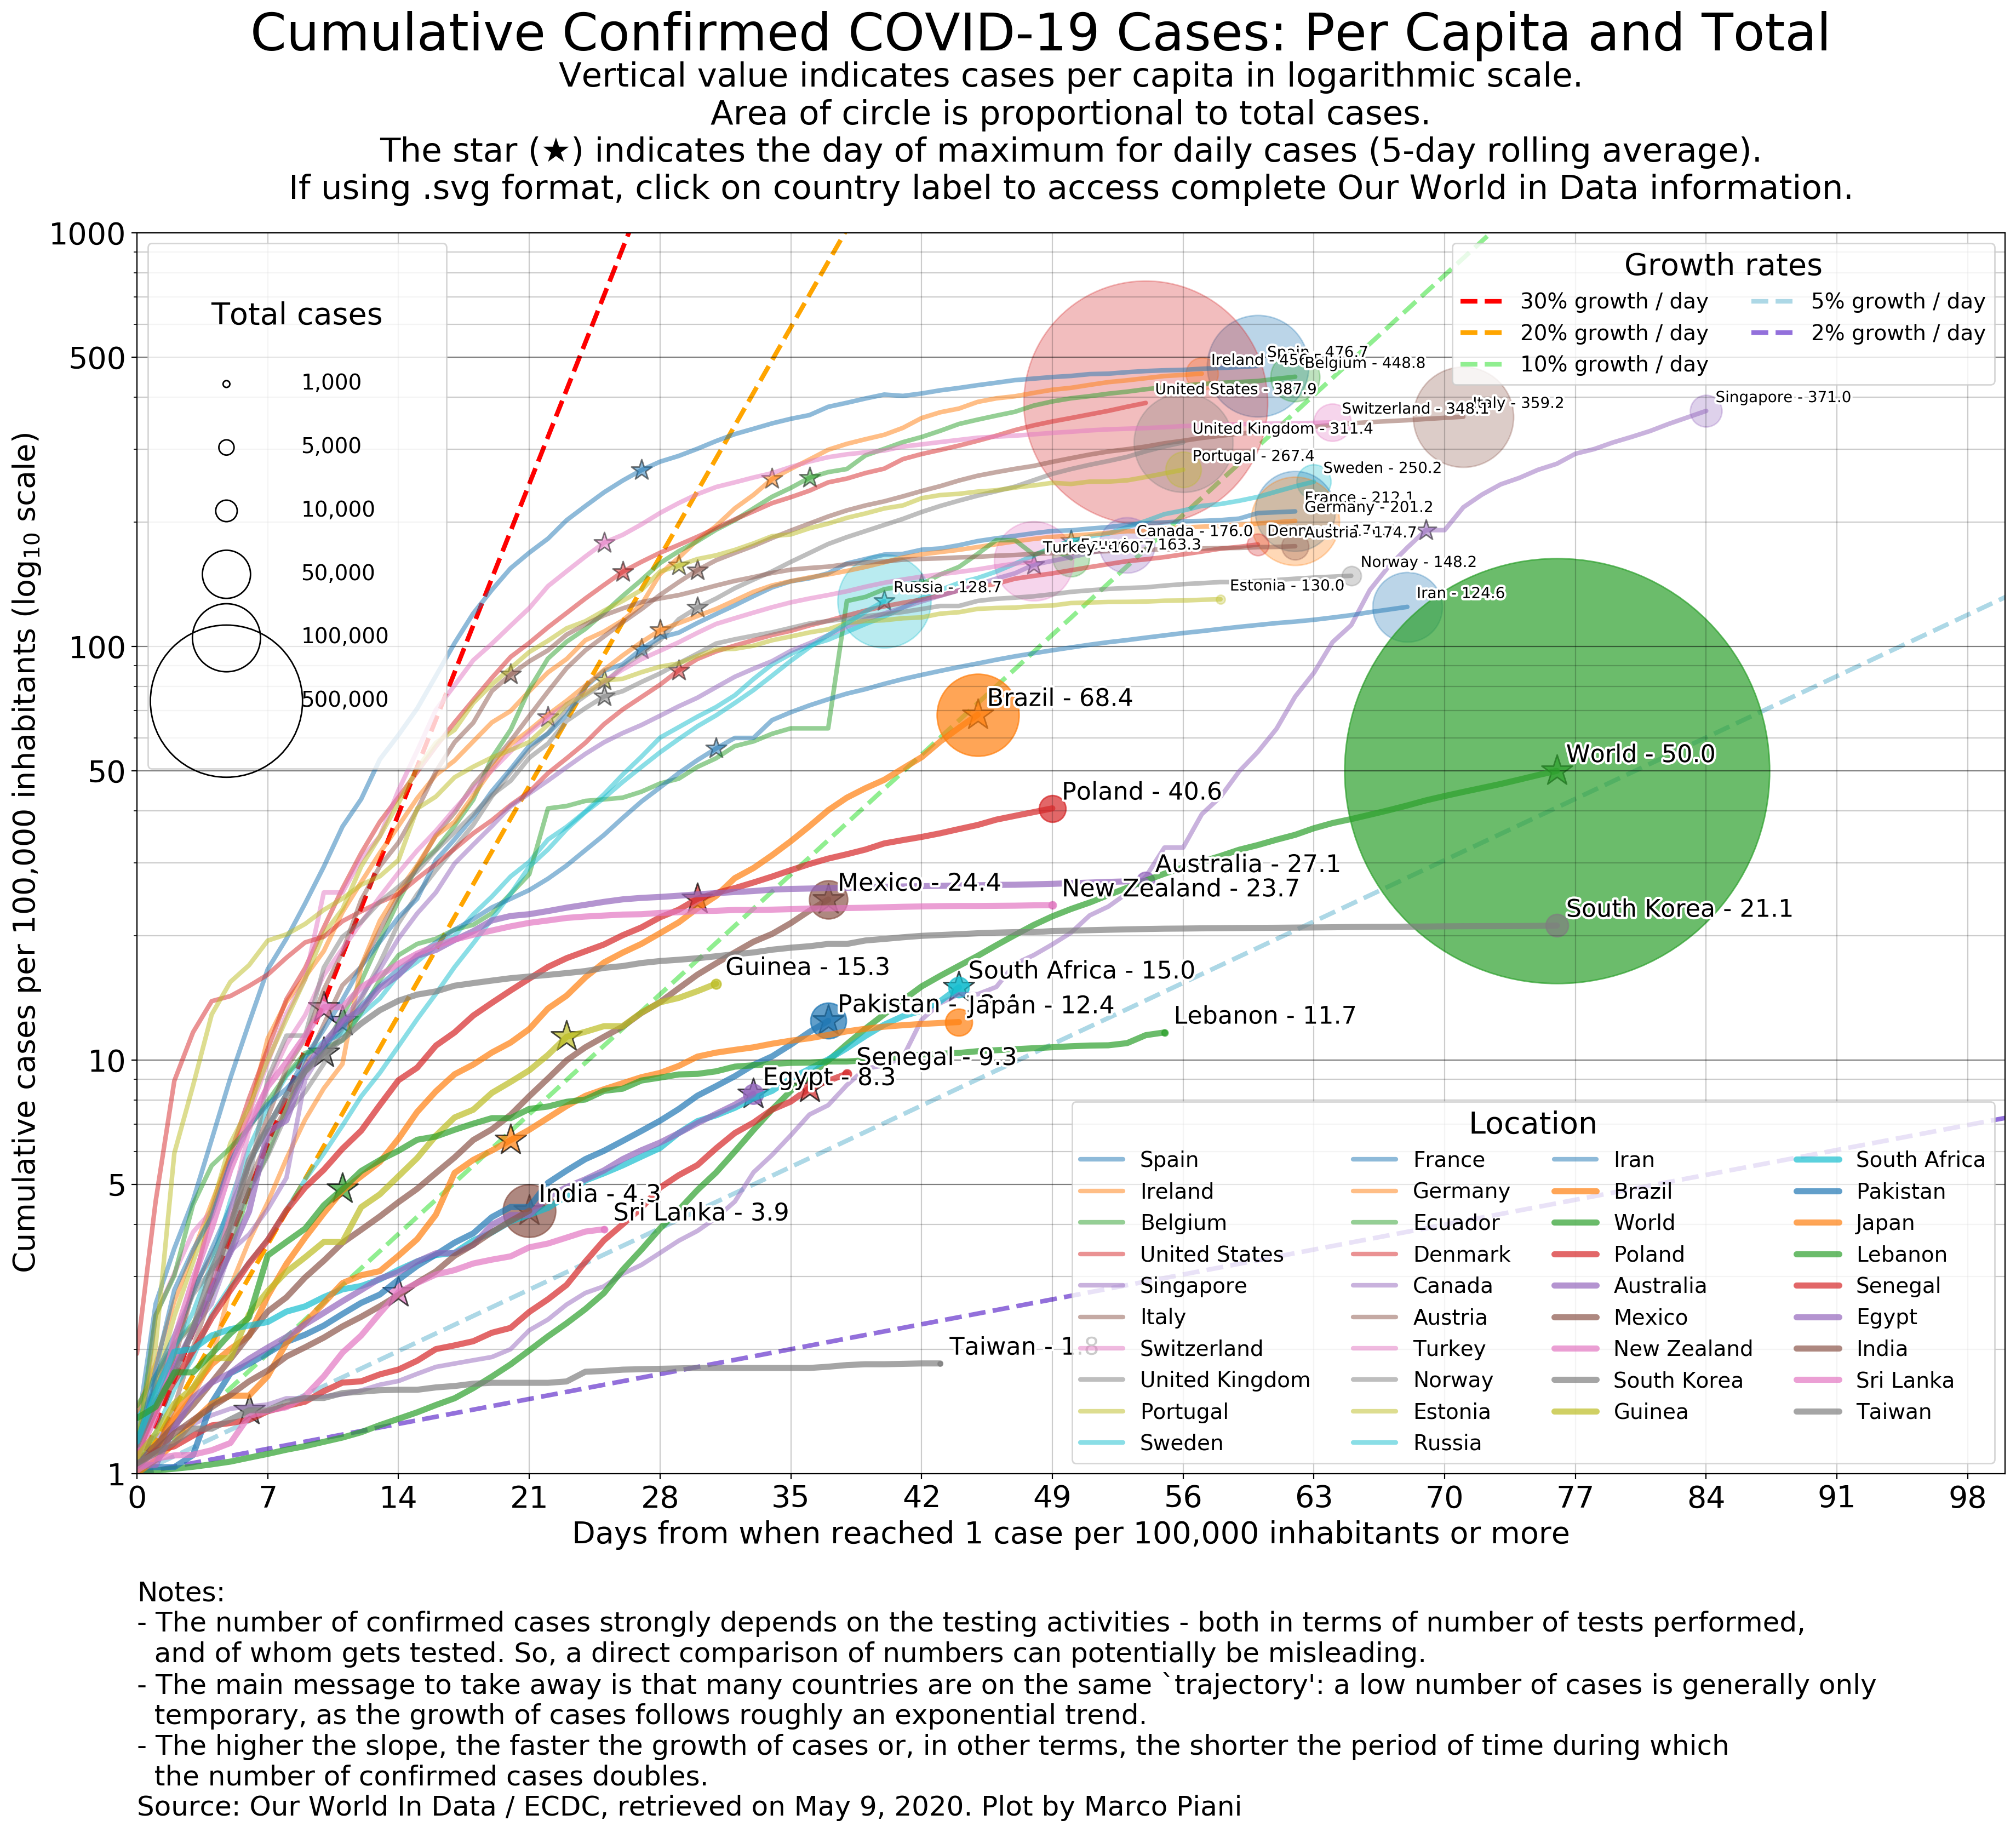 Cumulative Confirmed COVID-19 Cases: Per Capita and Total
Vertical value indicates cases per capita in logarithmic scale.
Area of circle is proportional to total cases.
The star (★) indicates the day of maximum for daily cases (5-day rolling average).
If using .svg format, click on country label to access complete Our World in Data information.
Cumulative cases per 100,000 inhabitants (log10 scale)
1000
500
100
50
10
5
1
Total cases
1,000
5,000
10,000
50,000
100,000
500,000
Growth rates
30% growth / day
20% growth / day
10% growth / day
5% growth / day
2% growth / day
Spain - 476.7
Ireland - 456
Belgium - 448.8
United States - 387.9
Singapore - 371.0
Italy - 359.2
Switzerland - 348.1
United Kingdom - 311.4
Portugal - 267.4
Sweden - 250.2
France - 212.1
Germany - 201.2
Canada - 176.0
Austria - 174.7
163.3
Turkey - 160.7
Norway - 148.2
Estonia - 130.0
Russia - 128.7
Iran - 124.6
Brazil - 68.4
World - 50.0
Poland - 40.6
Australia - 27.1
Mexico - 24.4
New Zealand - 23.7
South Korea - 21.1
Guinea - 15.3
South Africa - 15.0
Pakistan -
Japan - 12.4
Lebanon - 11.7
Senegal - 9.3
Egypt - 8.3
India - 4.3
Sri Lanka - 3.9
Taiwan - 1.8
Location
Spain
Ireland
Belgium
United States
Singapore
Italy
Switzerland
United Kingdom
Portugal
Sweden
France
Germany
Ecuador
Denmark
Canada
Austria
Turkey
Norway
Estonia
Russia
Iran
Brazil
World
Poland
Australia
Mexico
New Zealand
South Korea
Guinea
South Africa
Pakistan
Japan
Lebanon
Senegal
Egypt
India
Sri Lanka
Taiwan
0 7 14 21 28 35 42 49 56 63 70 77 84 91 98
Days from when reached 1 case per 100,000 inhabitants or more
Notes:
- The number of confirmed cases strongly depends on the testing activities - both in terms of number of tests performed,
and of whom gets tested. So, a direct comparison of numbers can potentially be misleading.
- The main message to take away is that many countries are on the same `trajectory': a low number of cases is generally only
temporary, as the growth of cases follows roughly an exponential trend.
- The higher the slope, the faster the growth of cases or, in other terms, the shorter the period of time during which
the number of confirmed cases doubles.
Source: Our World In Data / ECDC, retrieved on May 9, 2020. Plot by Marco Piani